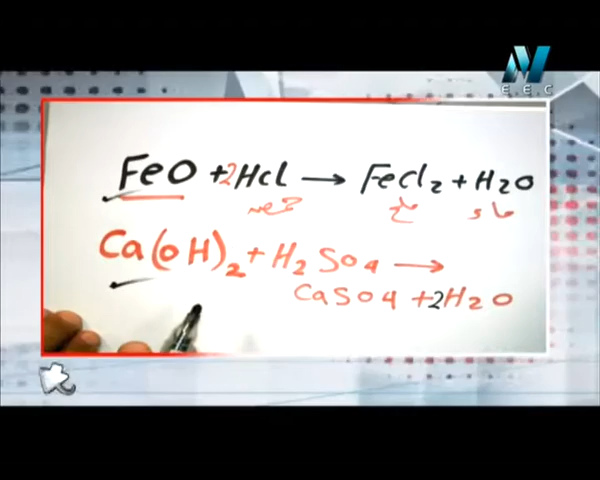 N
E.E.C
FeO + 2Hcl → Fecl2 + H2O
ماء
Ca(oH)2 + H2So4 →
CaSo4 + 2H2o